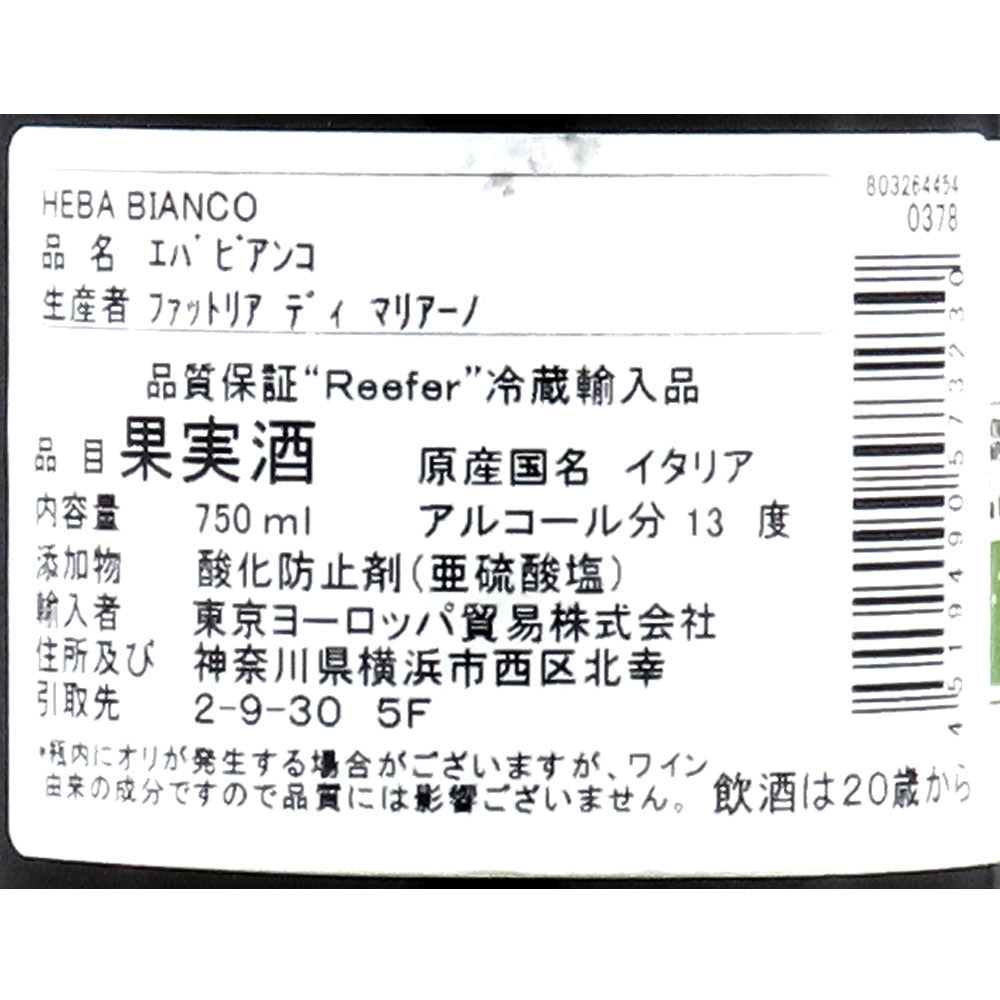 HEBA BIANCO
品名 エバ ビアンコ
生産者 ファットリア ディ マリアーノ
品質保証“Reefer”冷蔵輸入品
品目 果実酒 原産国名 イタリア
内容量 750ml アルコール分 13 度
添加物 酸化防止剤(亜硫酸塩)
輸入者 東京ヨーロッパ貿易株式会社
住所及び 神奈川県横浜市西区北幸
引取先 2-9-30 5F
*瓶内にオリが発生する場合がございますが、ワイン
由来の成分ですので品質には影響ございません。
飲酒は20歳から
803264454
0378
4519490573230